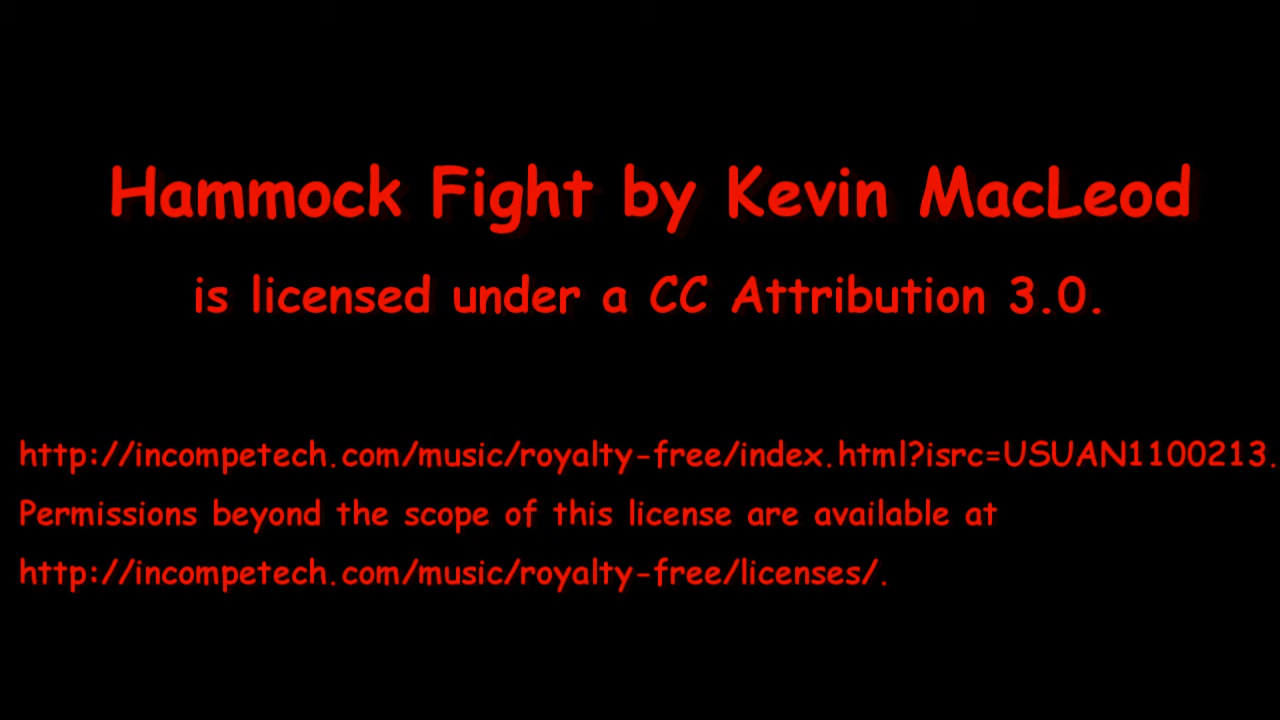 Hammock Fight by Kevin MacLeod
is licensed under a CC Attribution 3.0.
http://incompetech.com/music/royalty-free/index.html?isrc=USUAN1100213.
Permissions beyond the scope of this license are available at
http://incompetech.com/music/royalty-free/licenses/.